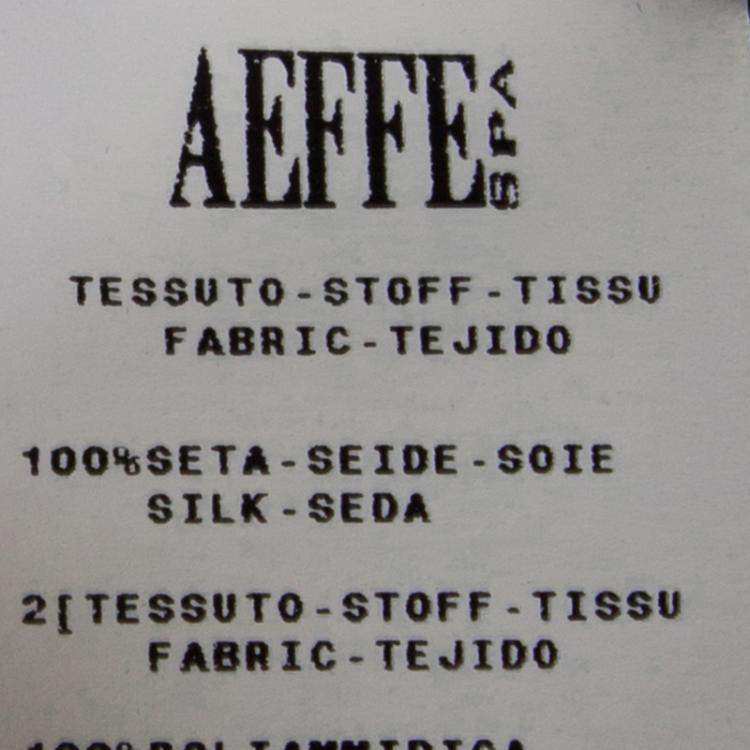 AEFFE SPA
TESSUTO-STOFF-TISSU
FABRIC-TEJIDO
100%SETA-SEIDE-SOIE
SILK-SEDA
2[TESSUTO-STOFF-TISSU
FABRIC-TEJIDO